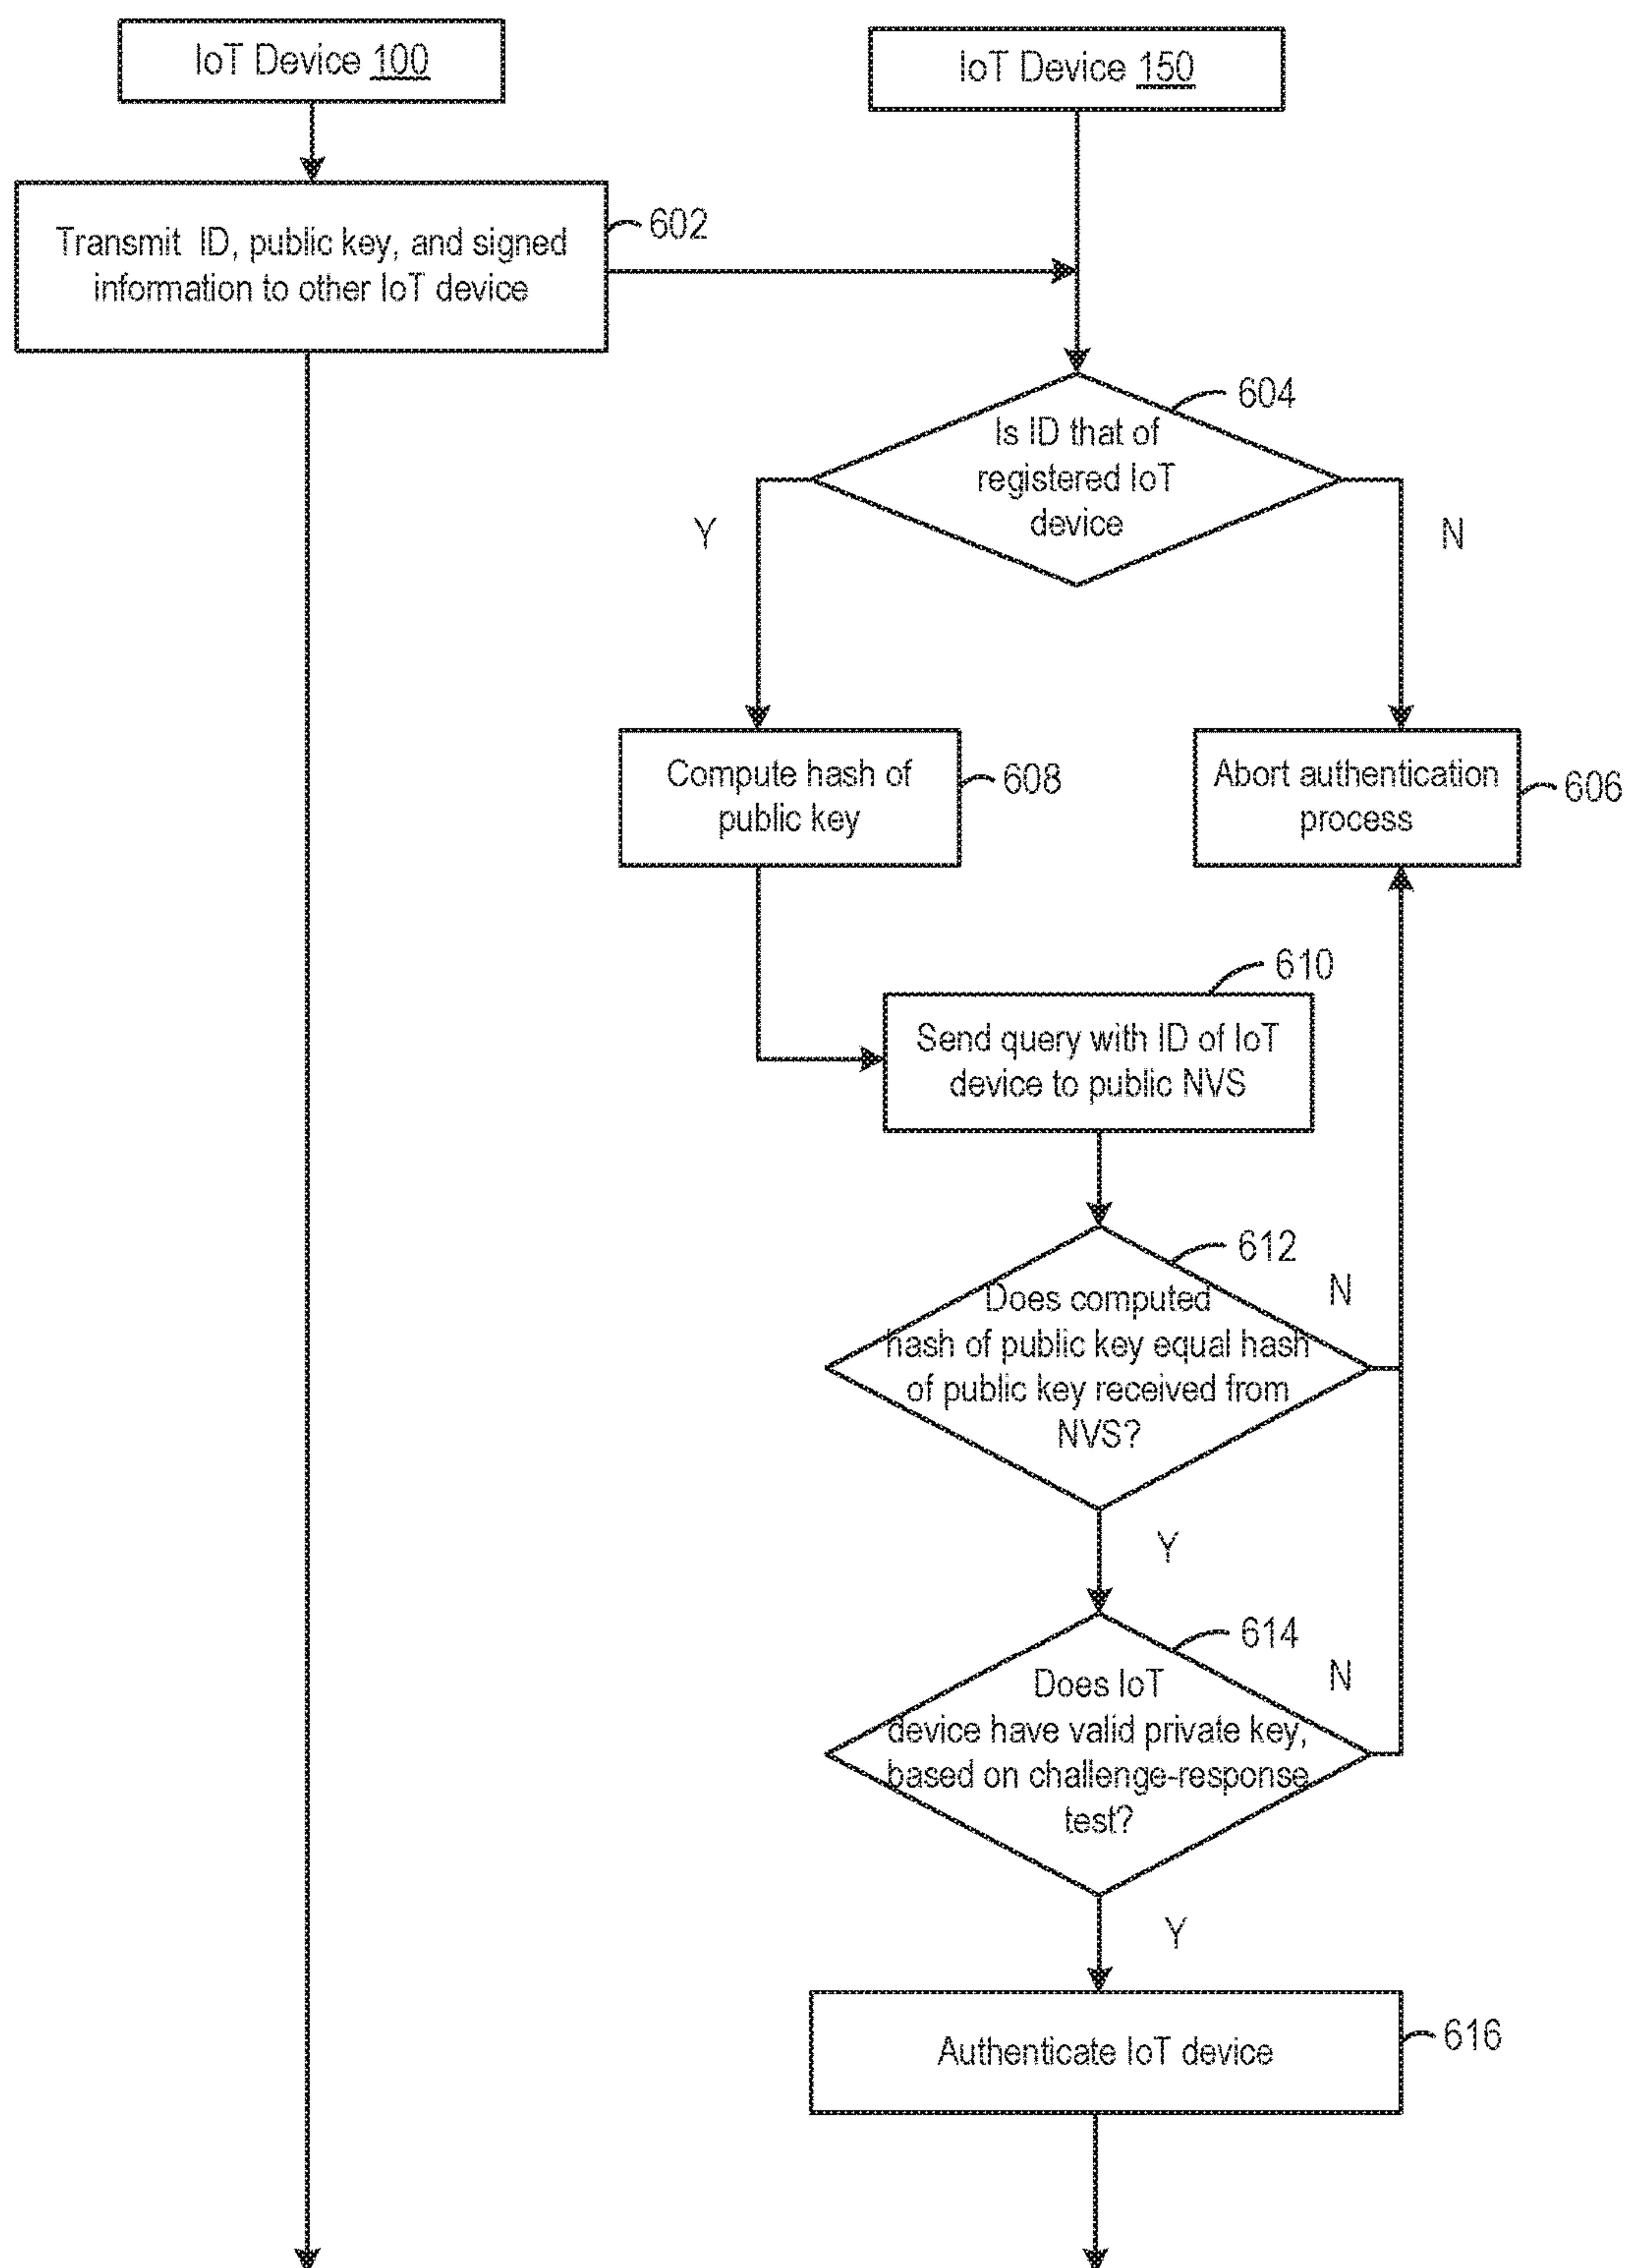 IoT Device 100
IoT Device 150
Transmit ID, public key, and signed
information to other IoT device
602
604
Is ID that of
registered IoT
device
Y
N
Compute hash of
public key
608
Abort authentication
process
606
610
Send query with ID of IoT
device to public NVS
612
N
Does computed
hash of public key equal hash
of public key received from
NVS?
Y
614
N
Does IoT
device have valid private key,
based on challenge-response
test?
Y
Authenticate IoT device
616